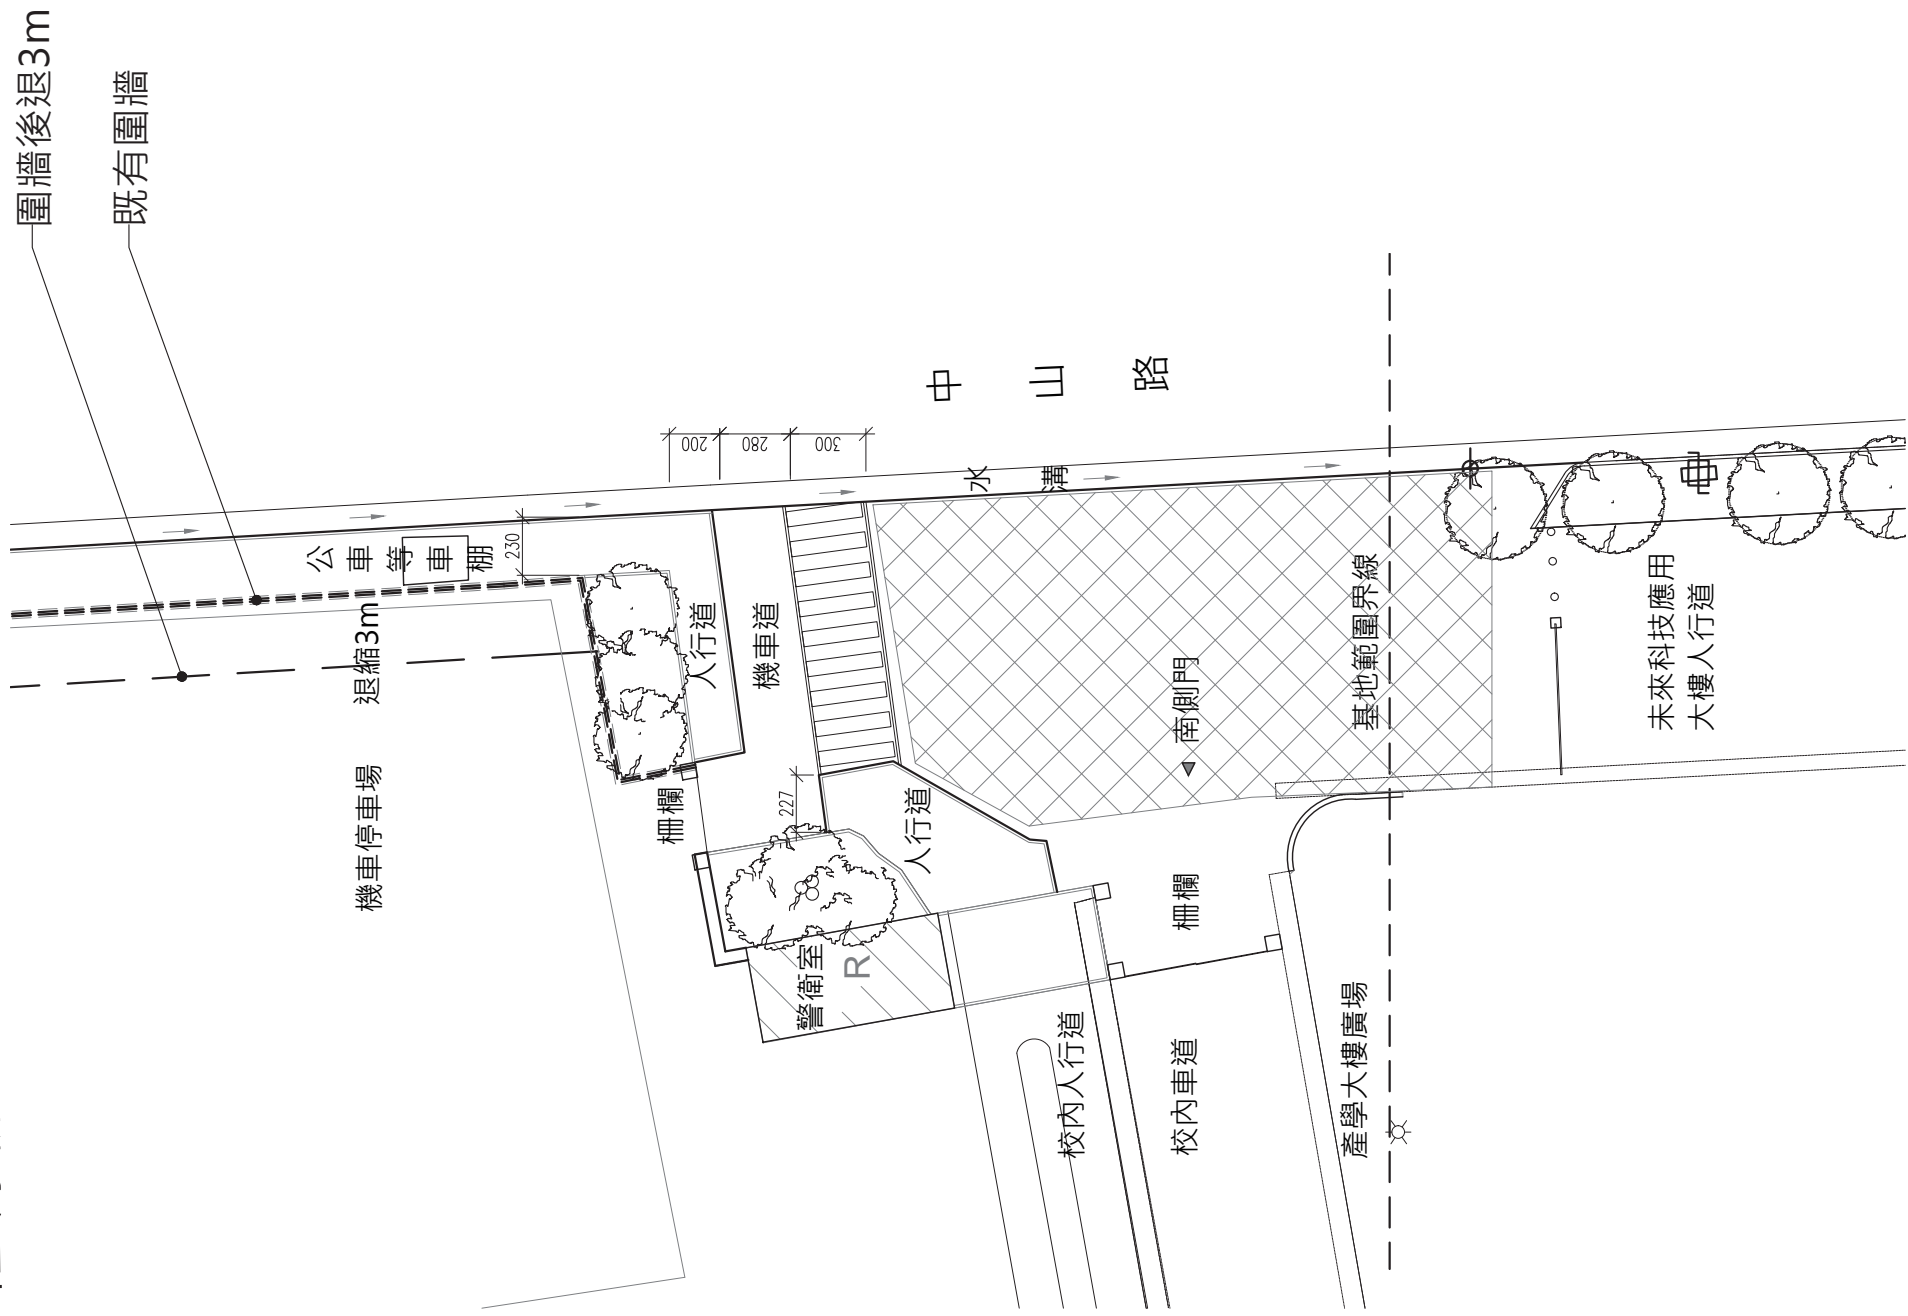 圍牆後退3m
既有圍牆
公車等車棚
230
退縮3m
機車停車場
200
280
300
中山路
水溝
人行道
機車道
柵欄
227
人行道
警衛室
R
南側門
基地範圍界線
柵欄
校內人行道
校內車道
產學大樓廣場
未來科技應用
大樓人行道